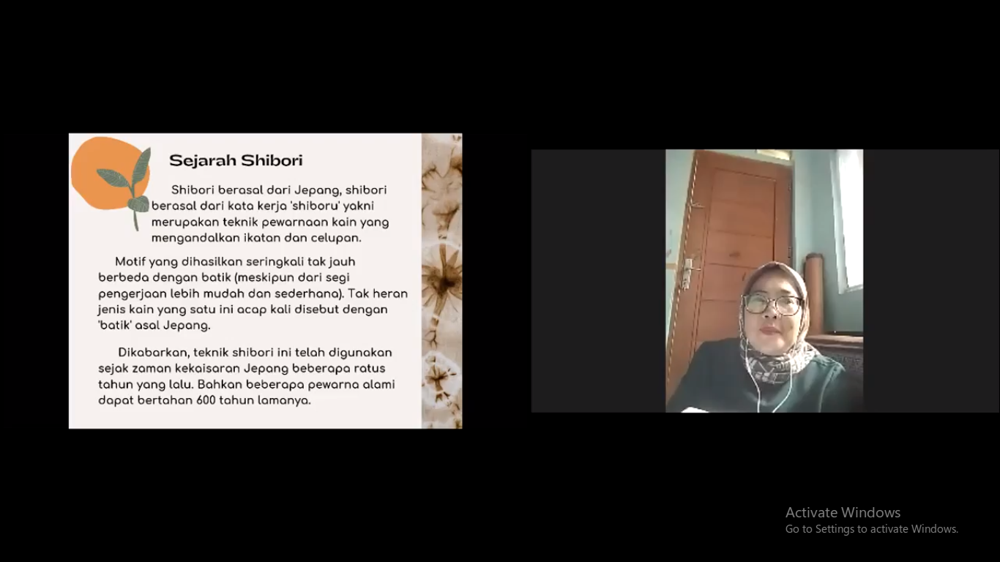 Sejarah Shibori
Shibori berasal dari Jepang, shibori
berasal dari kata kerja 'shiboru' yakni
merupakan teknik pewarnaan kain yang
mengandalkan ikatan dan celupan.
Motif yang dihasilkan seringkali tak jauh
berbeda dengan batik (meskipun dari segi
pengerjaan lebih mudah dan sederhana). Tak heran
jenis kain yang satu ini acap kali disebut dengan
'batik' asal Jepang.
Dikabarkan, teknik shibori ini telah digunakan
sejak zaman kekaisaran Jepang beberapa ratus
tahun yang lalu. Bahkan beberapa pewarna alami
dapat bertahan 600 tahun lamanya.
Activate Windows
Go to Settings to activate Windows.